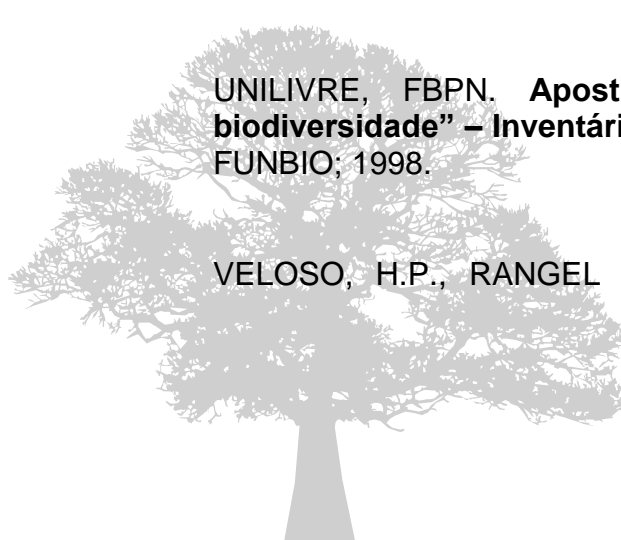 UNILIVRE, FBPN. Apost
biodiversidade” – Inventári
FUNBIO; 1998.
VELOSO, H.P., RANGEL